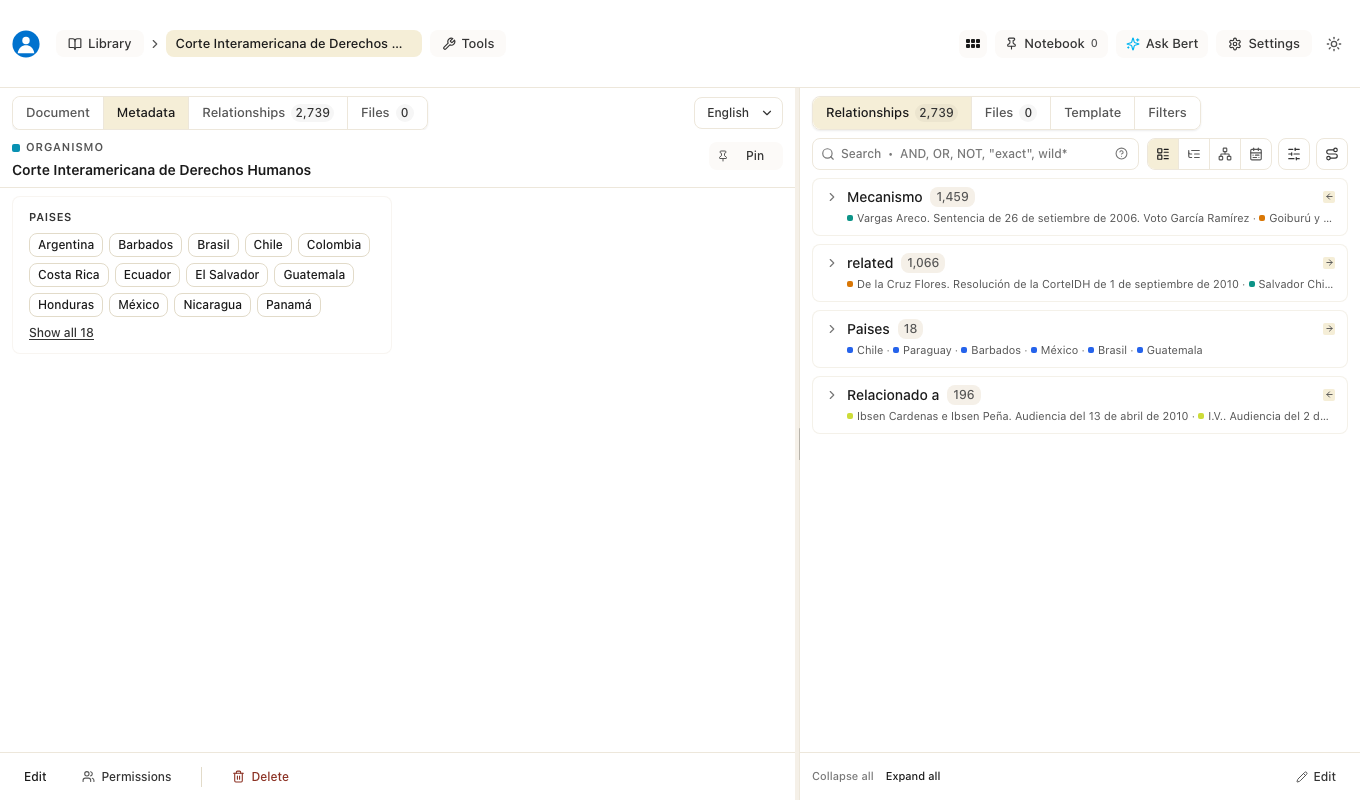 Library
Corte Interamericana de Derechos ...
Tools
Notebook 0
Ask Bert
Settings
Document
Metadata
Relationships 2,739
Files 0
English
ORGANISMO
Corte Interamericana de Derechos Humanos
Pin
PAISES
Argentina Barbados Brasil Chile Colombia
Costa Rica Ecuador El Salvador Guatemala
Honduras México Nicaragua Panamá
Show all 18
Edit
Permissions
Delete
Relationships 2,739
Files 0
Template
Filters
Search • AND, OR, NOT, "exact", wild*
Mecanismo 1,459
Vargas Areco. Sentencia de 26 de setiembre de 2006. Voto García Ramírez · Goiburú y ...
related 1,066
De la Cruz Flores. Resolución de la CorteIDH de 1 de septiembre de 2010 · Salvador Chi...
Paises 18
Chile · Paraguay · Barbados · México · Brasil · Guatemala
Relacionado a 196
Ibsen Cardenas e Ibsen Peña. Audiencia del 13 de abril de 2010 · I.V.. Audiencia del 2 d...
Collapse all
Expand all
Edit